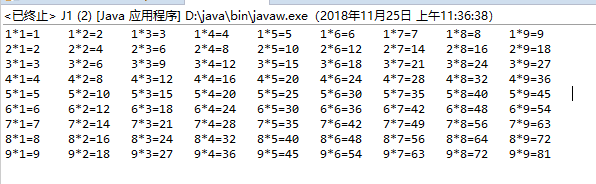 <已终止> J1 (2) [Java 应用程序] D:\java\bin\javaw.exe（2018年11月25日 上午11:36:38）
1*1=1 1*2=2 1*3=3 1*4=4 1*5=5 1*6=6 1*7=7 1*8=8 1*9=9
2*1=2 2*2=4 2*3=6 2*4=8 2*5=10 2*6=12 2*7=14 2*8=16 2*9=18
3*1=3 3*2=6 3*3=9 3*4=12 3*5=15 3*6=18 3*7=21 3*8=24 3*9=27
4*1=4 4*2=8 4*3=12 4*4=16 4*5=20 4*6=24 4*7=28 4*8=32 4*9=36
5*1=5 5*2=10 5*3=15 5*4=20 5*5=25 5*6=30 5*7=35 5*8=40 5*9=45
6*1=6 6*2=12 6*3=18 6*4=24 6*5=30 6*6=36 6*7=42 6*8=48 6*9=54
7*1=7 7*2=14 7*3=21 7*4=28 7*5=35 7*6=42 7*7=49 7*8=56 7*9=63
8*1=8 8*2=16 8*3=24 8*4=32 8*5=40 8*6=48 8*7=56 8*8=64 8*9=72
9*1=9 9*2=18 9*3=27 9*4=36 9*5=45 9*6=54 9*7=63 9*8=72 9*9=81